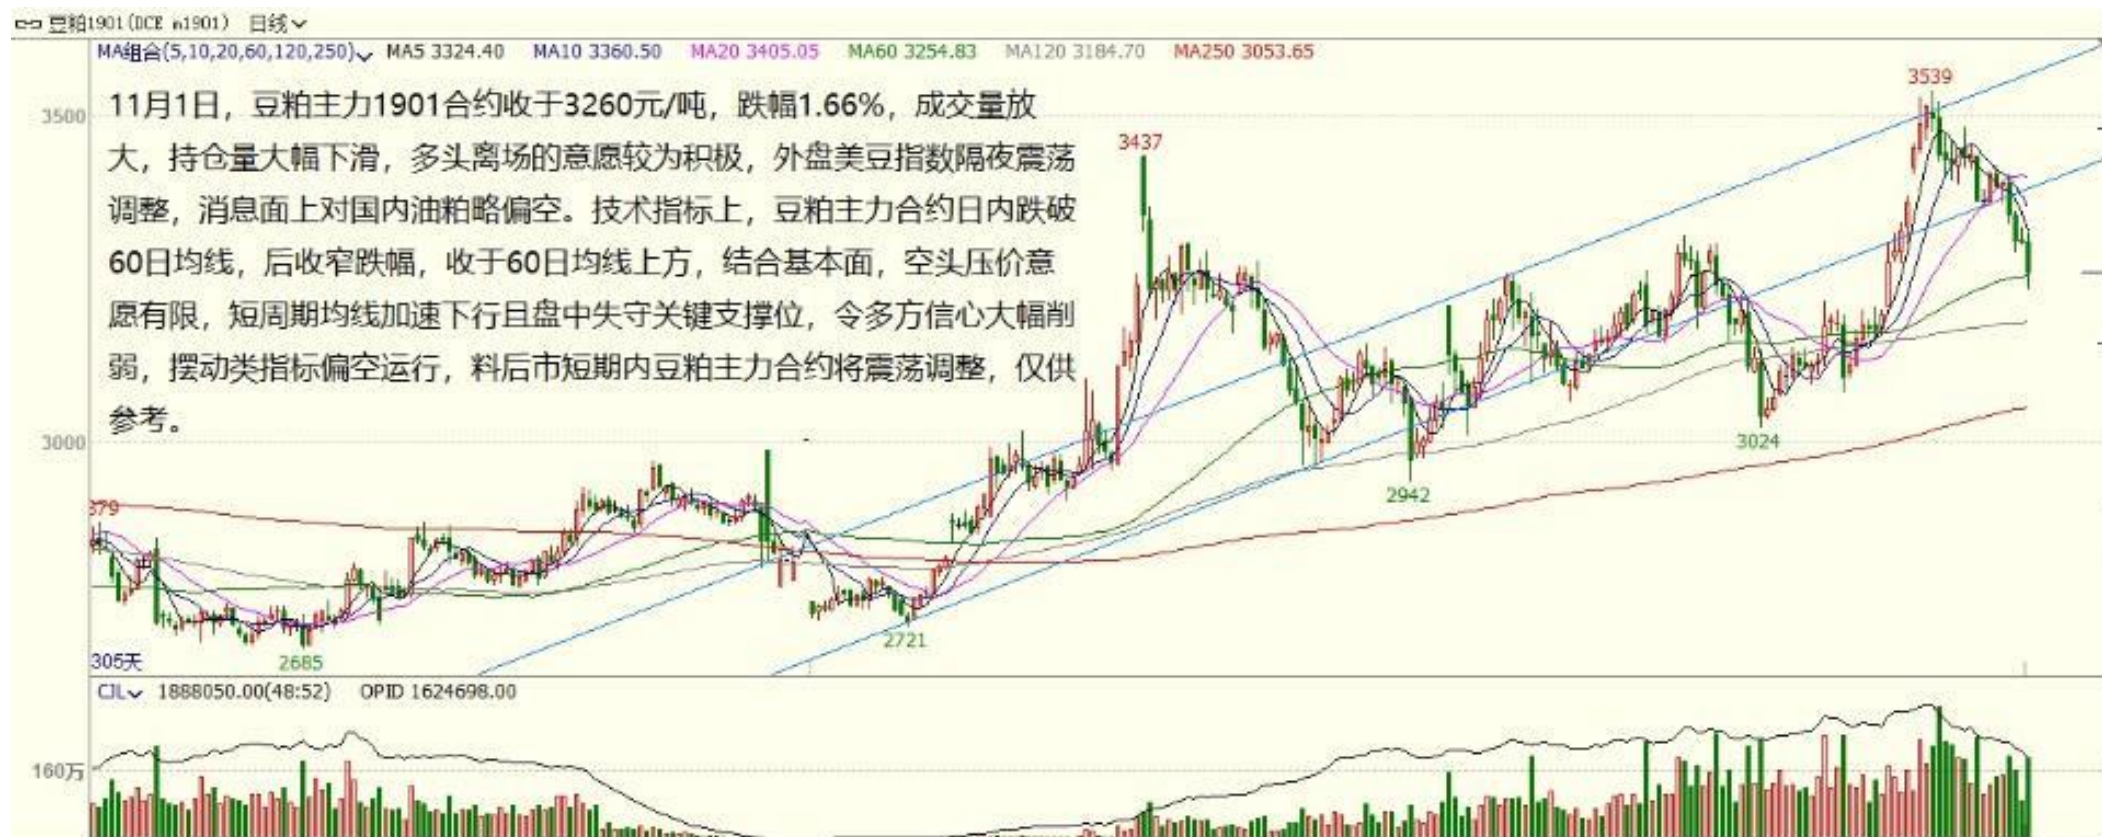 豆粕1901(DCE m1901) 日线
MA组合(5,10,20,60,120,250) MA5 3324.40 MA10 3360.50 MA20 3405.05 MA60 3254.83 MA120 3184.70 MA250 3053.65
3539
11月1日，豆粕主力1901合约收于3260元/吨，跌幅1.66%，成交量放
3500
3437
大，持仓量大幅下滑，多头离场的意愿较为积极，外盘美豆指数隔夜震荡
调整，消息面上对国内油粕略偏空。技术指标上，豆粕主力合约日内跌破
60日均线，后收窄跌幅，收于60日均线上方，结合基本面，空头压价意
愿有限，短周期均线加速下行且盘中失守关键支撑位，令多方信心大幅削
弱，摆动类指标偏空运行，料后市短期内豆粕主力合约将震荡调整，仅供
参考。
3000
3024
2942
879
2721
305天
2685
CJL 1888050.00(48:52) OPID 1624698.00
160万